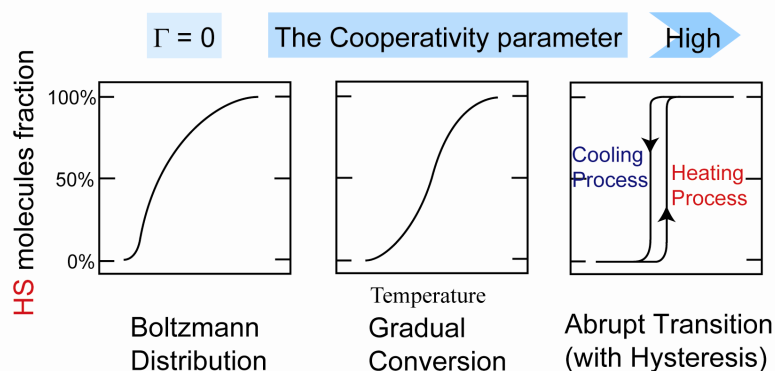 Γ = 0
The Cooperativity parameter
High
HS molecules fraction
100%
50%
0%
Cooling
Process
Heating
Process
Temperature
Boltzmann
Distribution
Gradual
Conversion
Abrupt Transition
(with Hysteresis)